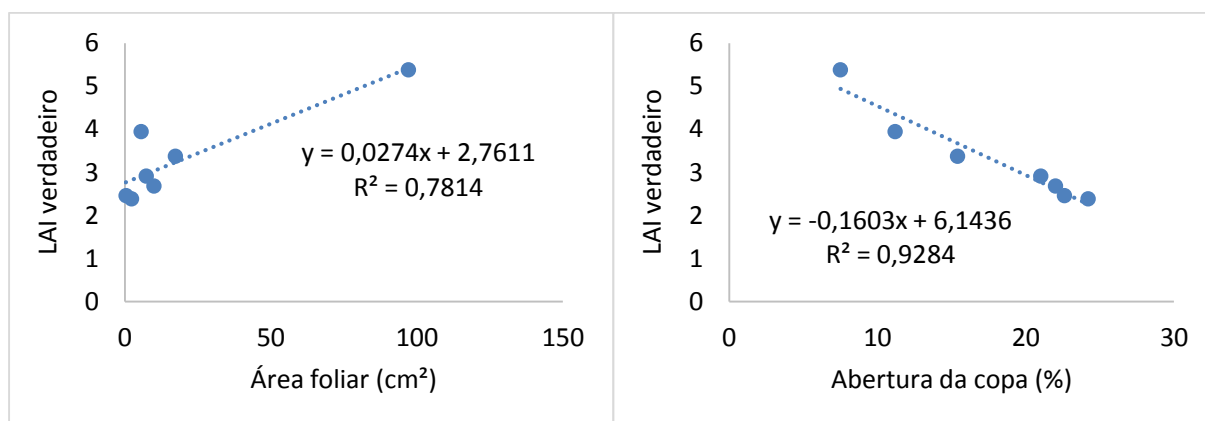 LAI verdadeiro
6
5
4
3
2
1
0
y = 0,0274x + 2,7611
R² = 0,7814
0 50 100 150
Área foliar (cm²)
LAI verdadeiro
6
5
4
3
2
1
0
y = -0,1603x + 6,1436
R² = 0,9284
0 10 20 30
Abertura da copa (%)